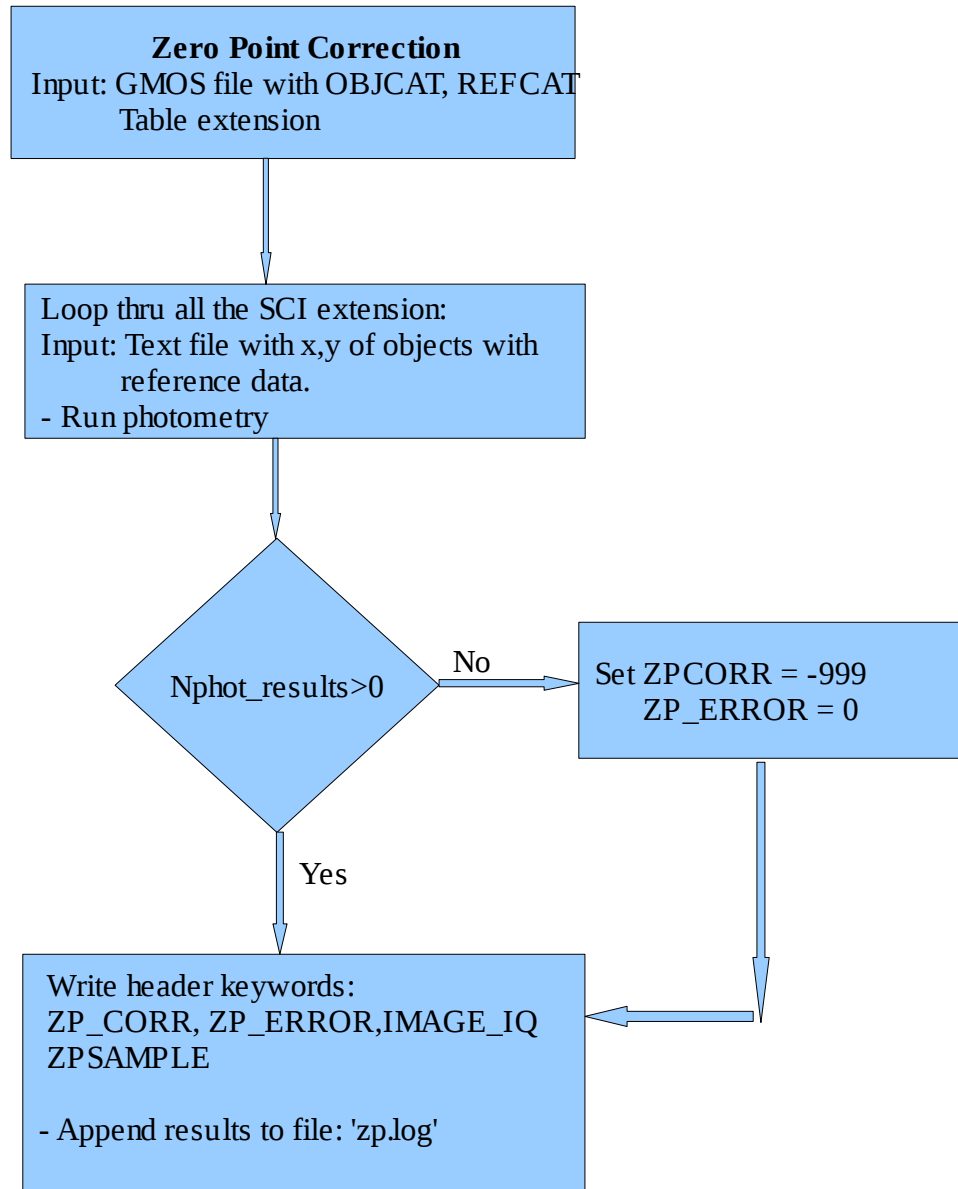 Zero Point Correction
Input: GMOS file with OBJCAT, REFCAT
Table extension
Loop thru all the SCI extension:
Input: Text file with x,y of objects with
reference data.
- Run photometry
Nphot_results>0
No
Set ZPCORR = -999
ZP_ERROR = 0
Yes
Write header keywords:
ZP_CORR, ZP_ERROR,IMAGE_IQ
ZPSAMPLE
- Append results to file: 'zp.log'